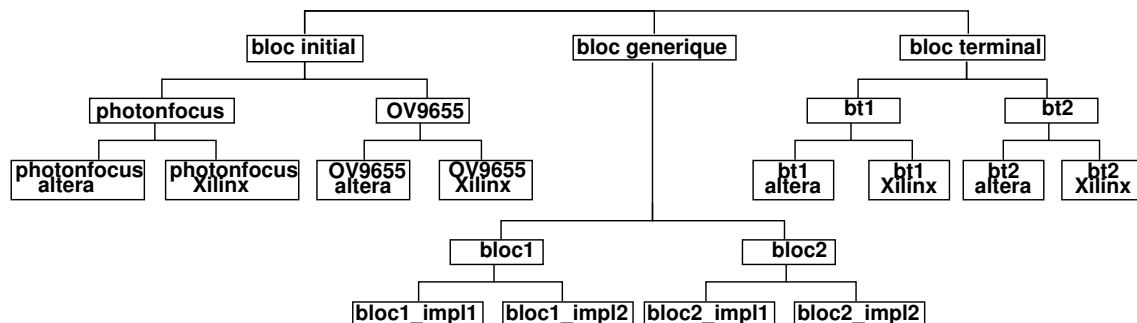 bloc initial
bloc generique
bloc terminal
photonfocus
OV9655
bt1
bt2
photonfocus
altera
photonfocus
Xilinx
OV9655
altera
OV9655
Xilinx
bt1
altera
bt1
Xilinx
bt2
altera
bt2
Xilinx
bloc1
bloc2
bloc1_impl1
bloc1_impl2
bloc2_impl1
bloc2_impl2